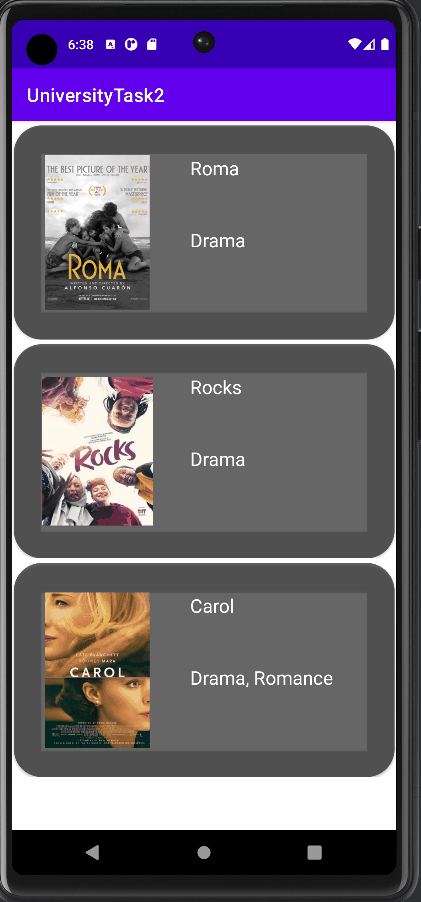 6:38
UniversityTask2
THE BEST PICTURE OF THE YEAR
ROMA
WRITTEN AND DIRECTED BY
ALFONSO CUARÓN
Roma
Drama
Rocks
Rocks
Drama
CATE BLANCHETT
ROONEY MARA
CAROL
Carol
Drama, Romance